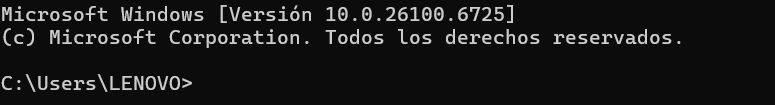 Microsoft Windows [Versión 10.0.26100.6725]
(c) Microsoft Corporation. Todos los derechos reservados.
C:\Users\LENOVO>